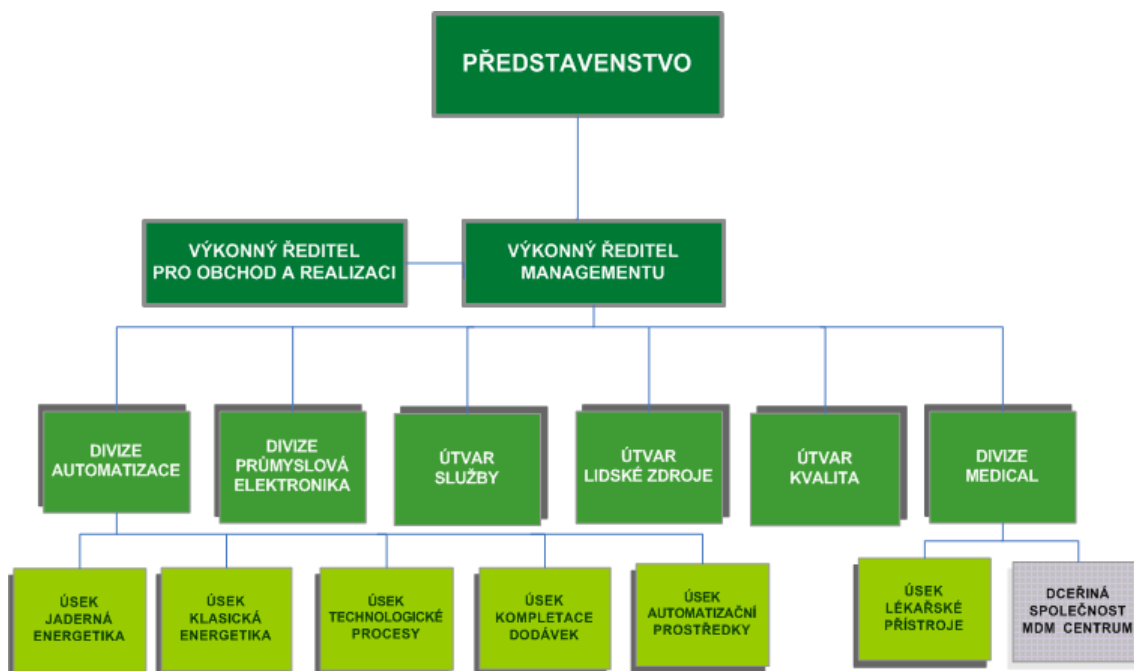 PŘEDSTAVENSTVO
VÝKONNÝ ŘEDITEL
PRO OBCHOD A REALIZACI
VÝKONNÝ ŘEDITEL
MANAGEMENTU
DIVIZE
AUTOMATIZACE
DIVIZE
PRŮMYSLOVÁ
ELEKTRONIKA
ÚTVAR
SLUŽBY
ÚTVAR
LIDSKÉ ZDROJE
ÚTVAR
KVALITA
DIVIZE
MEDICAL
ÚSEK
JADERNÁ
ENERGETIKA
ÚSEK
KLASICKÁ
ENERGETIKA
ÚSEK
TECHNOLOGICKÉ
PROCESY
ÚSEK
KOMPLETACE
DODÁVEK
ÚSEK
AUTOMATIZAČNÍ
PROSTŘEDKY
ÚSEK
LÉKAŘSKÉ
PŘÍSTROJE
DCEŘINÁ
SPOLEČNOST
MDM CENTRUM